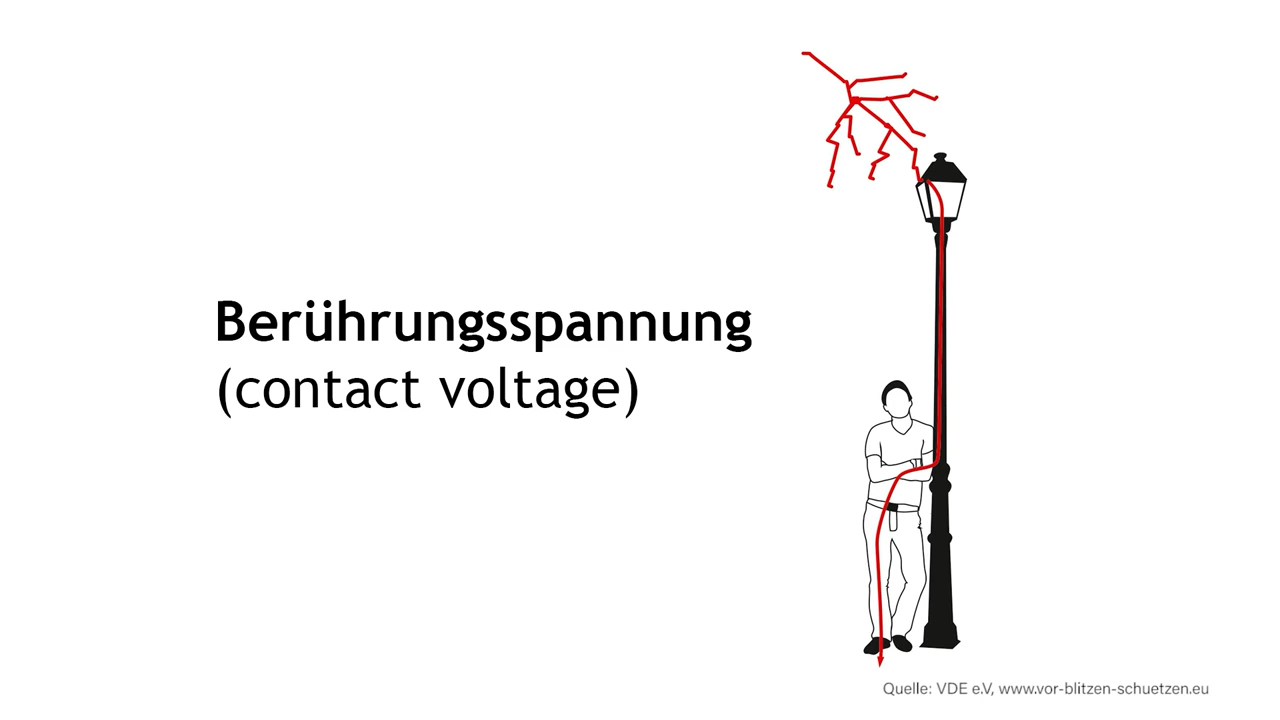 Berührungsspannung
(contact voltage)
Quelle: VDE e.V, www.vor-blitzen-schuetzen.eu